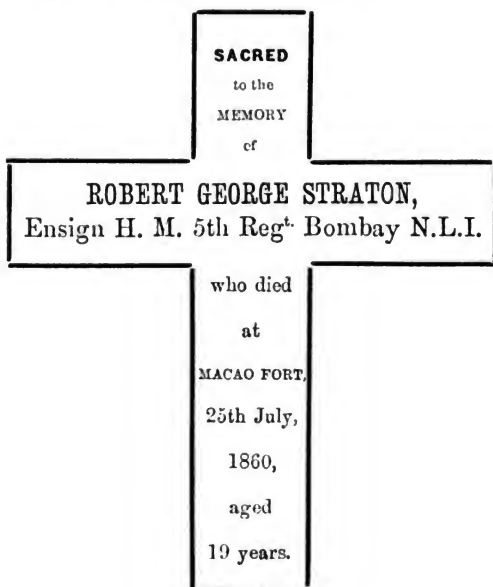 SACRED
to the
MEMORY
of
ROBERT GEORGE STRATON,
Ensign H. M. 5th Regt. Bombay N.L.I.
who died
at
MACAO FORT,
25th July,
1860,
aged
19 years.